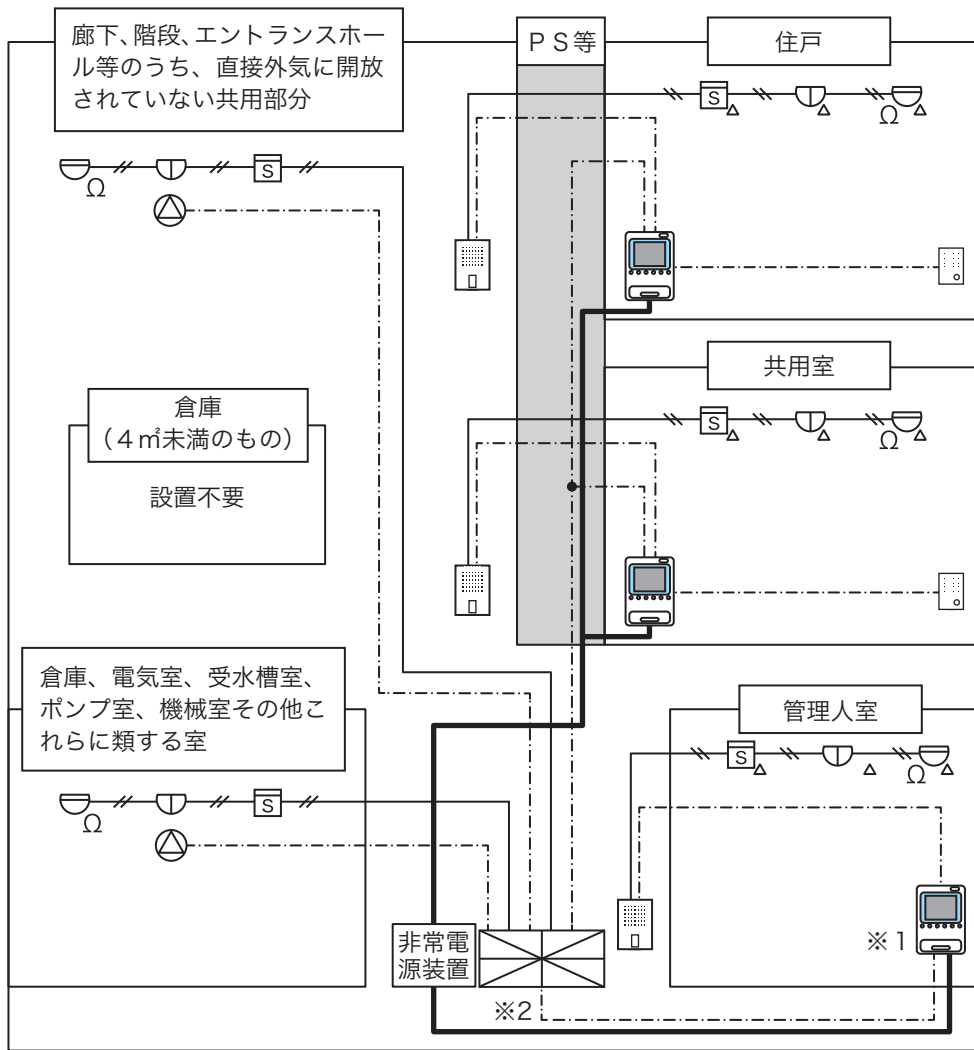 廊下、階段、エントランスホー
ル等のうち、直接外気に開放
されていない共用部分
ＰＳ等
住戸
S
Ω
Ω
S
共用室
S
Ω
倉庫
（４㎡未満のもの）
設置不要
倉庫、電気室、受水槽室、
ポンプ室、機械室その他こ
れらに類する室
管理人室
S
Ω
Ω
S
非常電
源装置
※1
※2